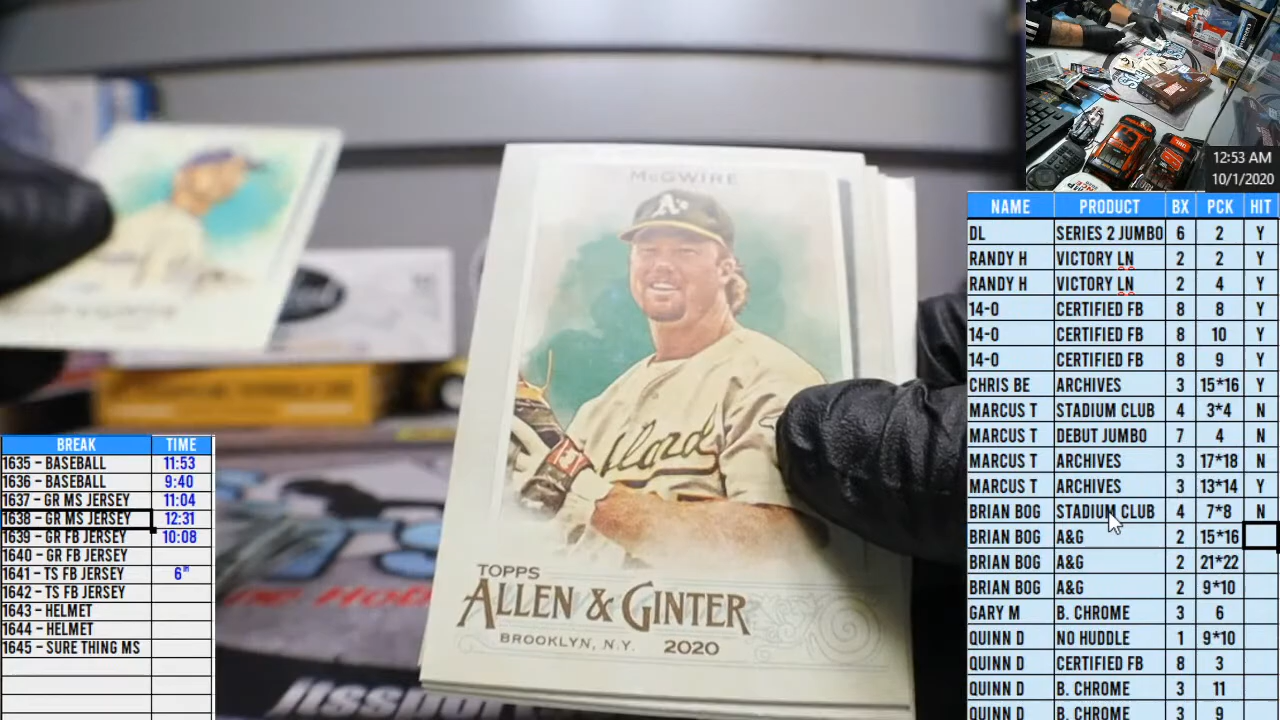 12:53 AM
10/1/2020
NAME PRODUCT BX PCK HIT
DL SERIES 2 JUMBO 6 2 Y
RANDY H VICTORY LN 2 2 Y
RANDY H VICTORY LN 2 4 Y
14-0 CERTIFIED FB 8 8 Y
14-0 CERTIFIED FB 8 10 Y
14-0 CERTIFIED FB 8 9 Y
CHRIS BE ARCHIVES 3 15*16 Y
MARCUS T STADIUM CLUB 4 3*4 N
MARCUS T DEBUT JUMBO 7 4 N
MARCUS T ARCHIVES 3 17*18 N
MARCUS T ARCHIVES 3 13*14 Y
BRIAN BOG STADIUM CLUB 4 7*8 N
BRIAN BOG A&G 2 15*16
BRIAN BOG A&G 2 21*22
BRIAN BOG A&G 2 9*10
GARY M B. CHROME 3 6
QUINN D NO HUDDLE 1 9*10
QUINN D CERTIFIED FB 8 3
QUINN D B. CHROME 3 11
QUINN D B. CHROME 3 9
McGWIRE
A's
TOPPS
ALLEN & GINTER
BROOKLYN, N.Y. 2020
BREAK TIME
1635 - BASEBALL 11:53
1636 - BASEBALL 9:40
1637 - GR MS JERSEY 11:04
1638 - GR MS JERSEY 12:31
1639 - GR FB JERSEY 10:08
1640 - GR FB JERSEY
1641 - TS FB JERSEY 6TH
1642 - TS FB JERSEY
1643 - HELMET
1644 - HELMET
1645 - SURE THING MS